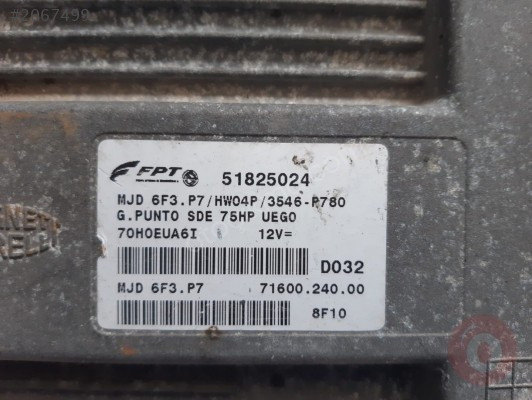 #2067499
FPT 51825024
MJD 6F3.P7/HW04P/3546-P780
G.PUNTO SDE 75HP UEGO
70H0EUA6I 12V=
D032
MJD 6F3.P7 71600.240.00
8F10